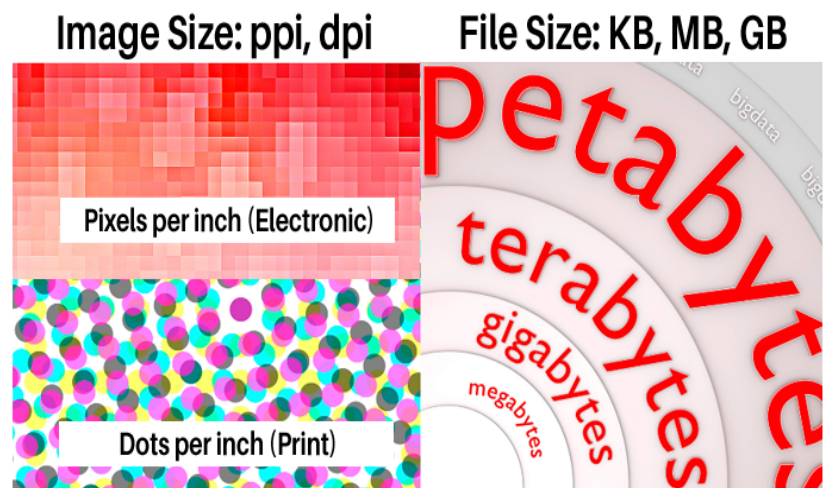 Image Size: ppi, dpi
File Size: KB, MB, GB
Pixels per inch (Electronic)
Dots per inch (Print)
petabytes
terabytes
gigabytes
megabytes
bigdata